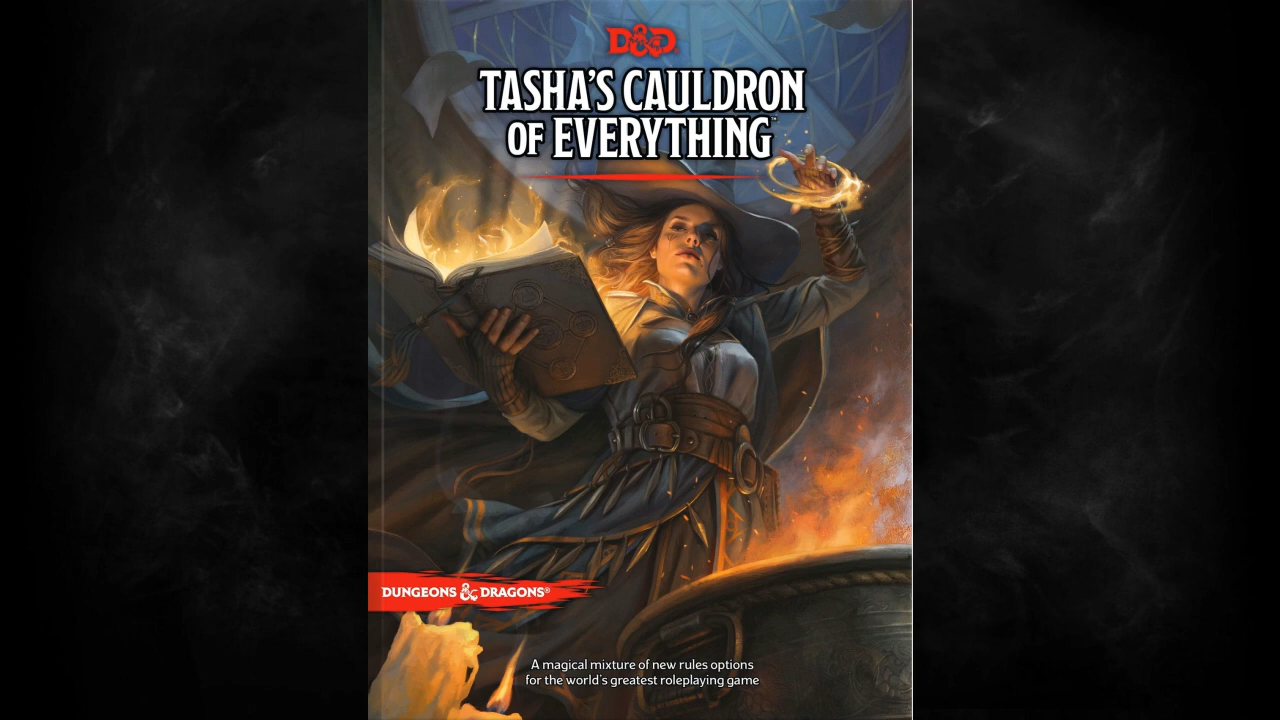 D&D
TASHA'S CAULDRON
OF EVERYTHING™
DUNGEONS & DRAGONS®
A magical mixture of new rules options
for the world's greatest roleplaying game